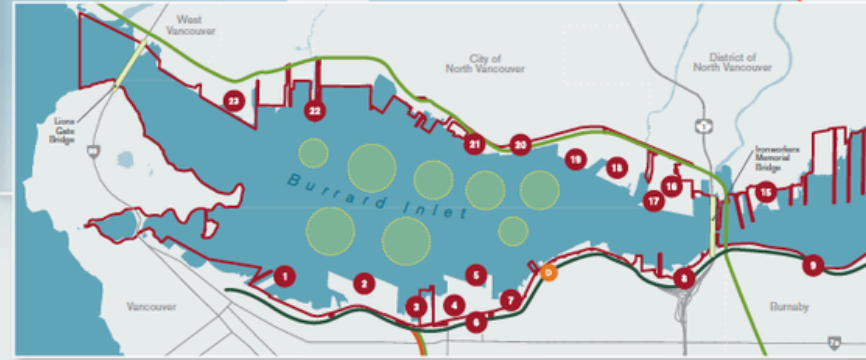 West
Vancouver
City of
North Vancouver
District of
North Vancouver
Lions
Gate
Bridge
Ironworkers
Memorial
Bridge
1
23
22
21
20
19
18
16
17
15
Burrard Inlet
1
2
3
4
5
6
7
D
8
9
Vancouver
Burnaby
7A